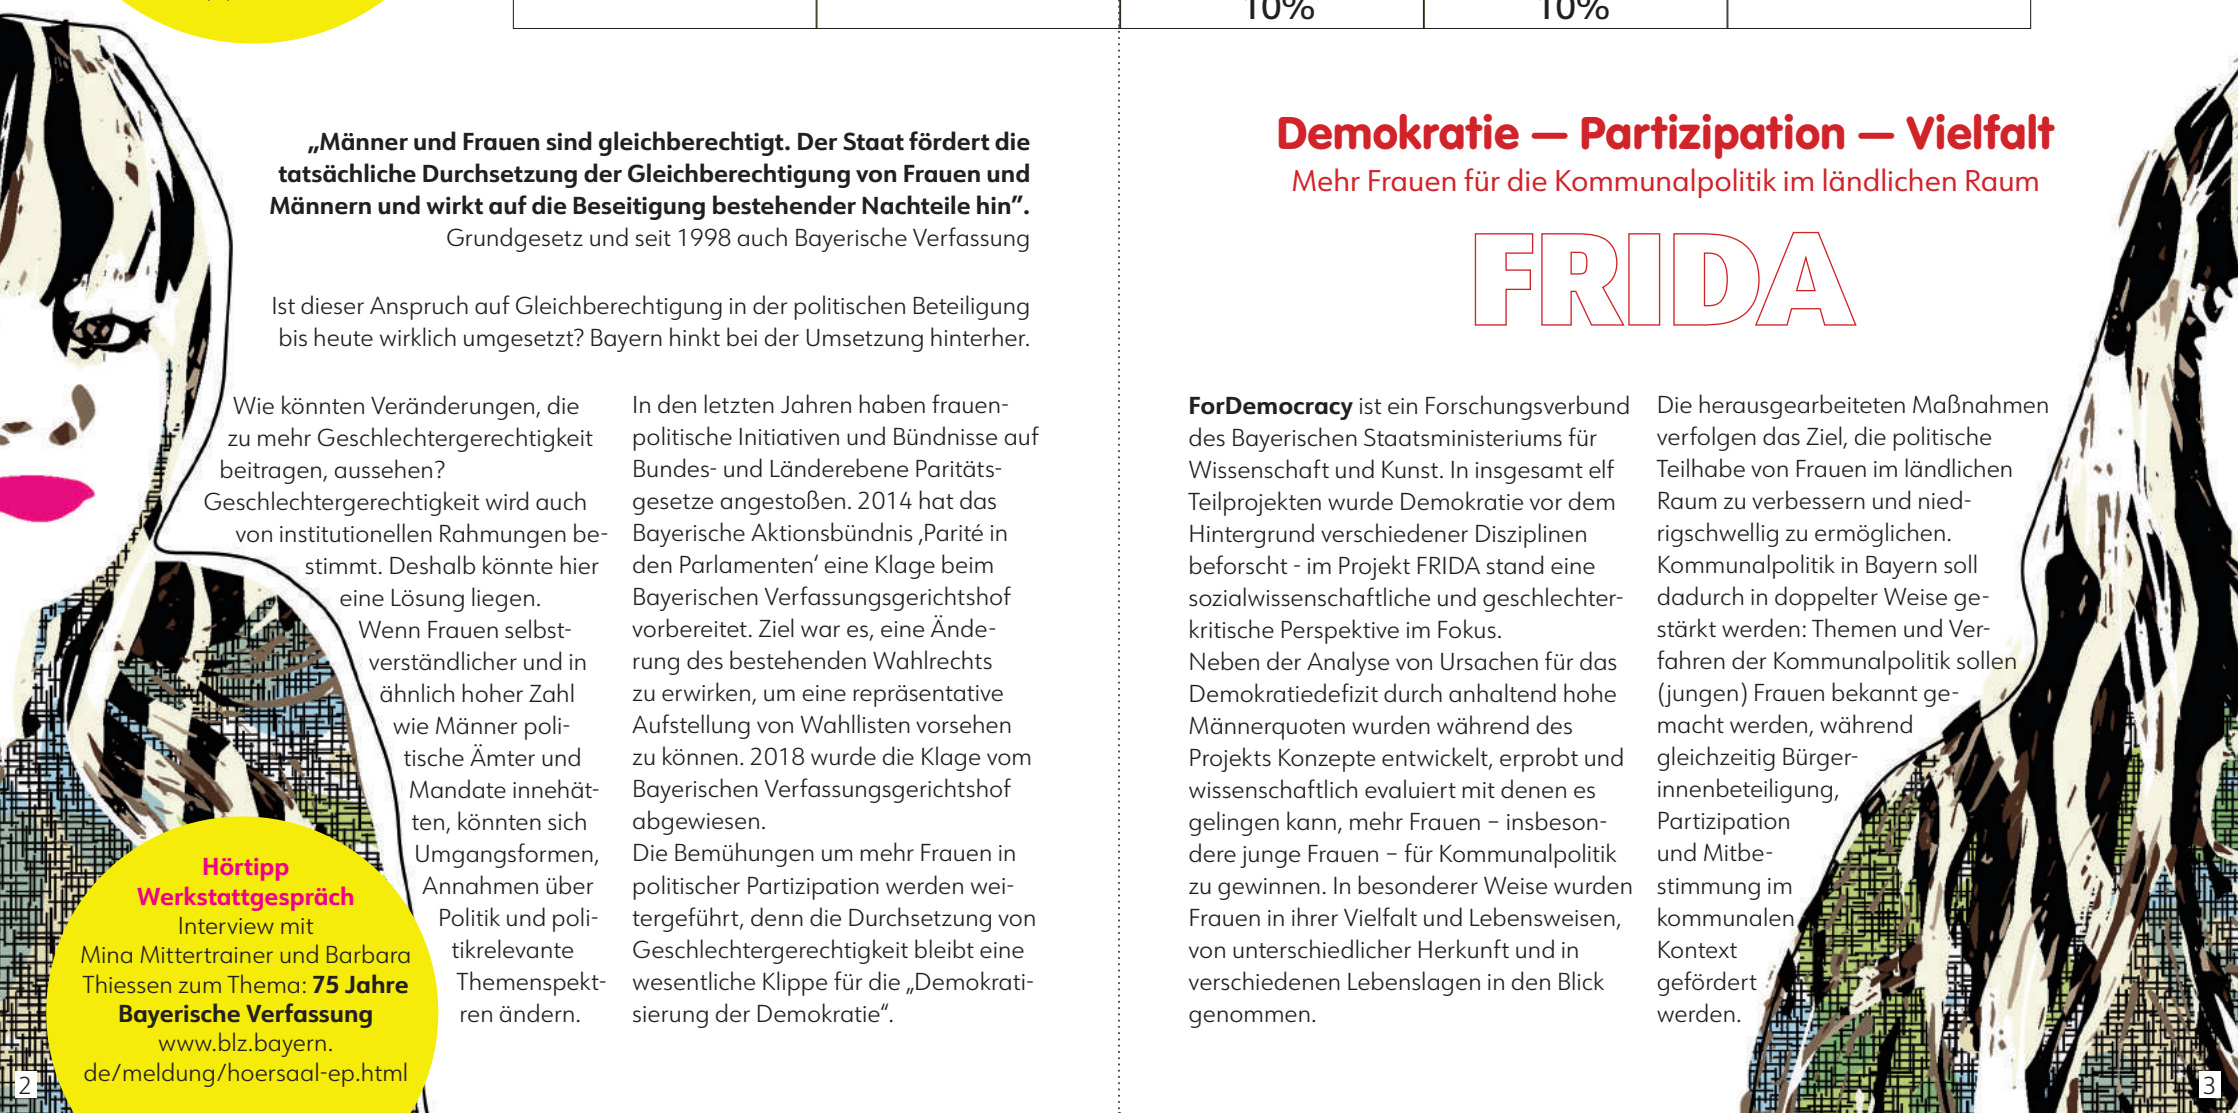 10%
10%
„Männer und Frauen sind gleichberechtigt. Der Staat fördert die
tatsächliche Durchsetzung der Gleichberechtigung von Frauen und
Männern und wirkt auf die Beseitigung bestehender Nachteile hin”.
Grundgesetz und seit 1998 auch Bayerische Verfassung
Ist dieser Anspruch auf Gleichberechtigung in der politischen Beteiligung
bis heute wirklich umgesetzt? Bayern hinkt bei der Umsetzung hinterher.
Wie könnten Veränderungen, die
zu mehr Geschlechtergerechtigkeit
beitragen, aussehen?
Geschlechtergerechtigkeit wird auch
von institutionellen Rahmungen be-
stimmt. Deshalb könnte hier
eine Lösung liegen.
Wenn Frauen selbst-
verständlicher und in
ähnlich hoher Zahl
wie Männer poli-
tische Ämter und
Mandate innehät-
ten, könnten sich
Umgangsformen,
Annahmen über
Politik und poli-
tikrelevante
Themenspekt-
ren ändern.
In den letzten Jahren haben frauen-
politische Initiativen und Bündnisse auf
Bundes- und Länderebene Paritäts-
gesetze angestoßen. 2014 hat das
Bayerische Aktionsbündnis ‚Parité in
den Parlamenten‘ eine Klage beim
Bayerischen Verfassungsgerichtshof
vorbereitet. Ziel war es, eine Ände-
rung des bestehenden Wahlrechts
zu erwirken, um eine repräsentative
Aufstellung von Wahllisten vorsehen
zu können. 2018 wurde die Klage vom
Bayerischen Verfassungsgerichtshof
abgewiesen.
Die Bemühungen um mehr Frauen in
politischer Partizipation werden wei-
tergeführt, denn die Durchsetzung von
Geschlechtergerechtigkeit bleibt eine
wesentliche Klippe für die „Demokrati-
sierung der Demokratie“.
Hörtipp
Werkstattgespräch
Interview mit
Mina Mittertrainer und Barbara
Thiessen zum Thema: 75 Jahre
Bayerische Verfassung
www.blz.bayern.
de/meldung/hoersaal-ep.html
2
Demokratie — Partizipation — Vielfalt
Mehr Frauen für die Kommunalpolitik im ländlichen Raum
FRIDA
ForDemocracy ist ein Forschungsverbund
des Bayerischen Staatsministeriums für
Wissenschaft und Kunst. In insgesamt elf
Teilprojekten wurde Demokratie vor dem
Hintergrund verschiedener Disziplinen
beforscht - im Projekt FRIDA stand eine
sozialwissenschaftliche und geschlechter-
kritische Perspektive im Fokus.
Neben der Analyse von Ursachen für das
Demokratiedefizit durch anhaltend hohe
Männerquoten wurden während des
Projekts Konzepte entwickelt, erprobt und
wissenschaftlich evaluiert mit denen es
gelingen kann, mehr Frauen – insbeson-
dere junge Frauen – für Kommunalpolitik
zu gewinnen. In besonderer Weise wurden
Frauen in ihrer Vielfalt und Lebensweisen,
von unterschiedlicher Herkunft und in
verschiedenen Lebenslagen in den Blick
genommen.
Die herausgearbeiteten Maßnahmen
verfolgen das Ziel, die politische
Teilhabe von Frauen im ländlichen
Raum zu verbessern und nied-
rigschwellig zu ermöglichen.
Kommunalpolitik in Bayern soll
dadurch in doppelter Weise ge-
stärkt werden: Themen und Ver-
fahren der Kommunalpolitik sollen
(jungen) Frauen bekannt ge-
macht werden, während
gleichzeitig Bürger-
innenbeteiligung,
Partizipation
und Mitbe-
stimmung im
kommunalen
Kontext
gefördert
werden.
3